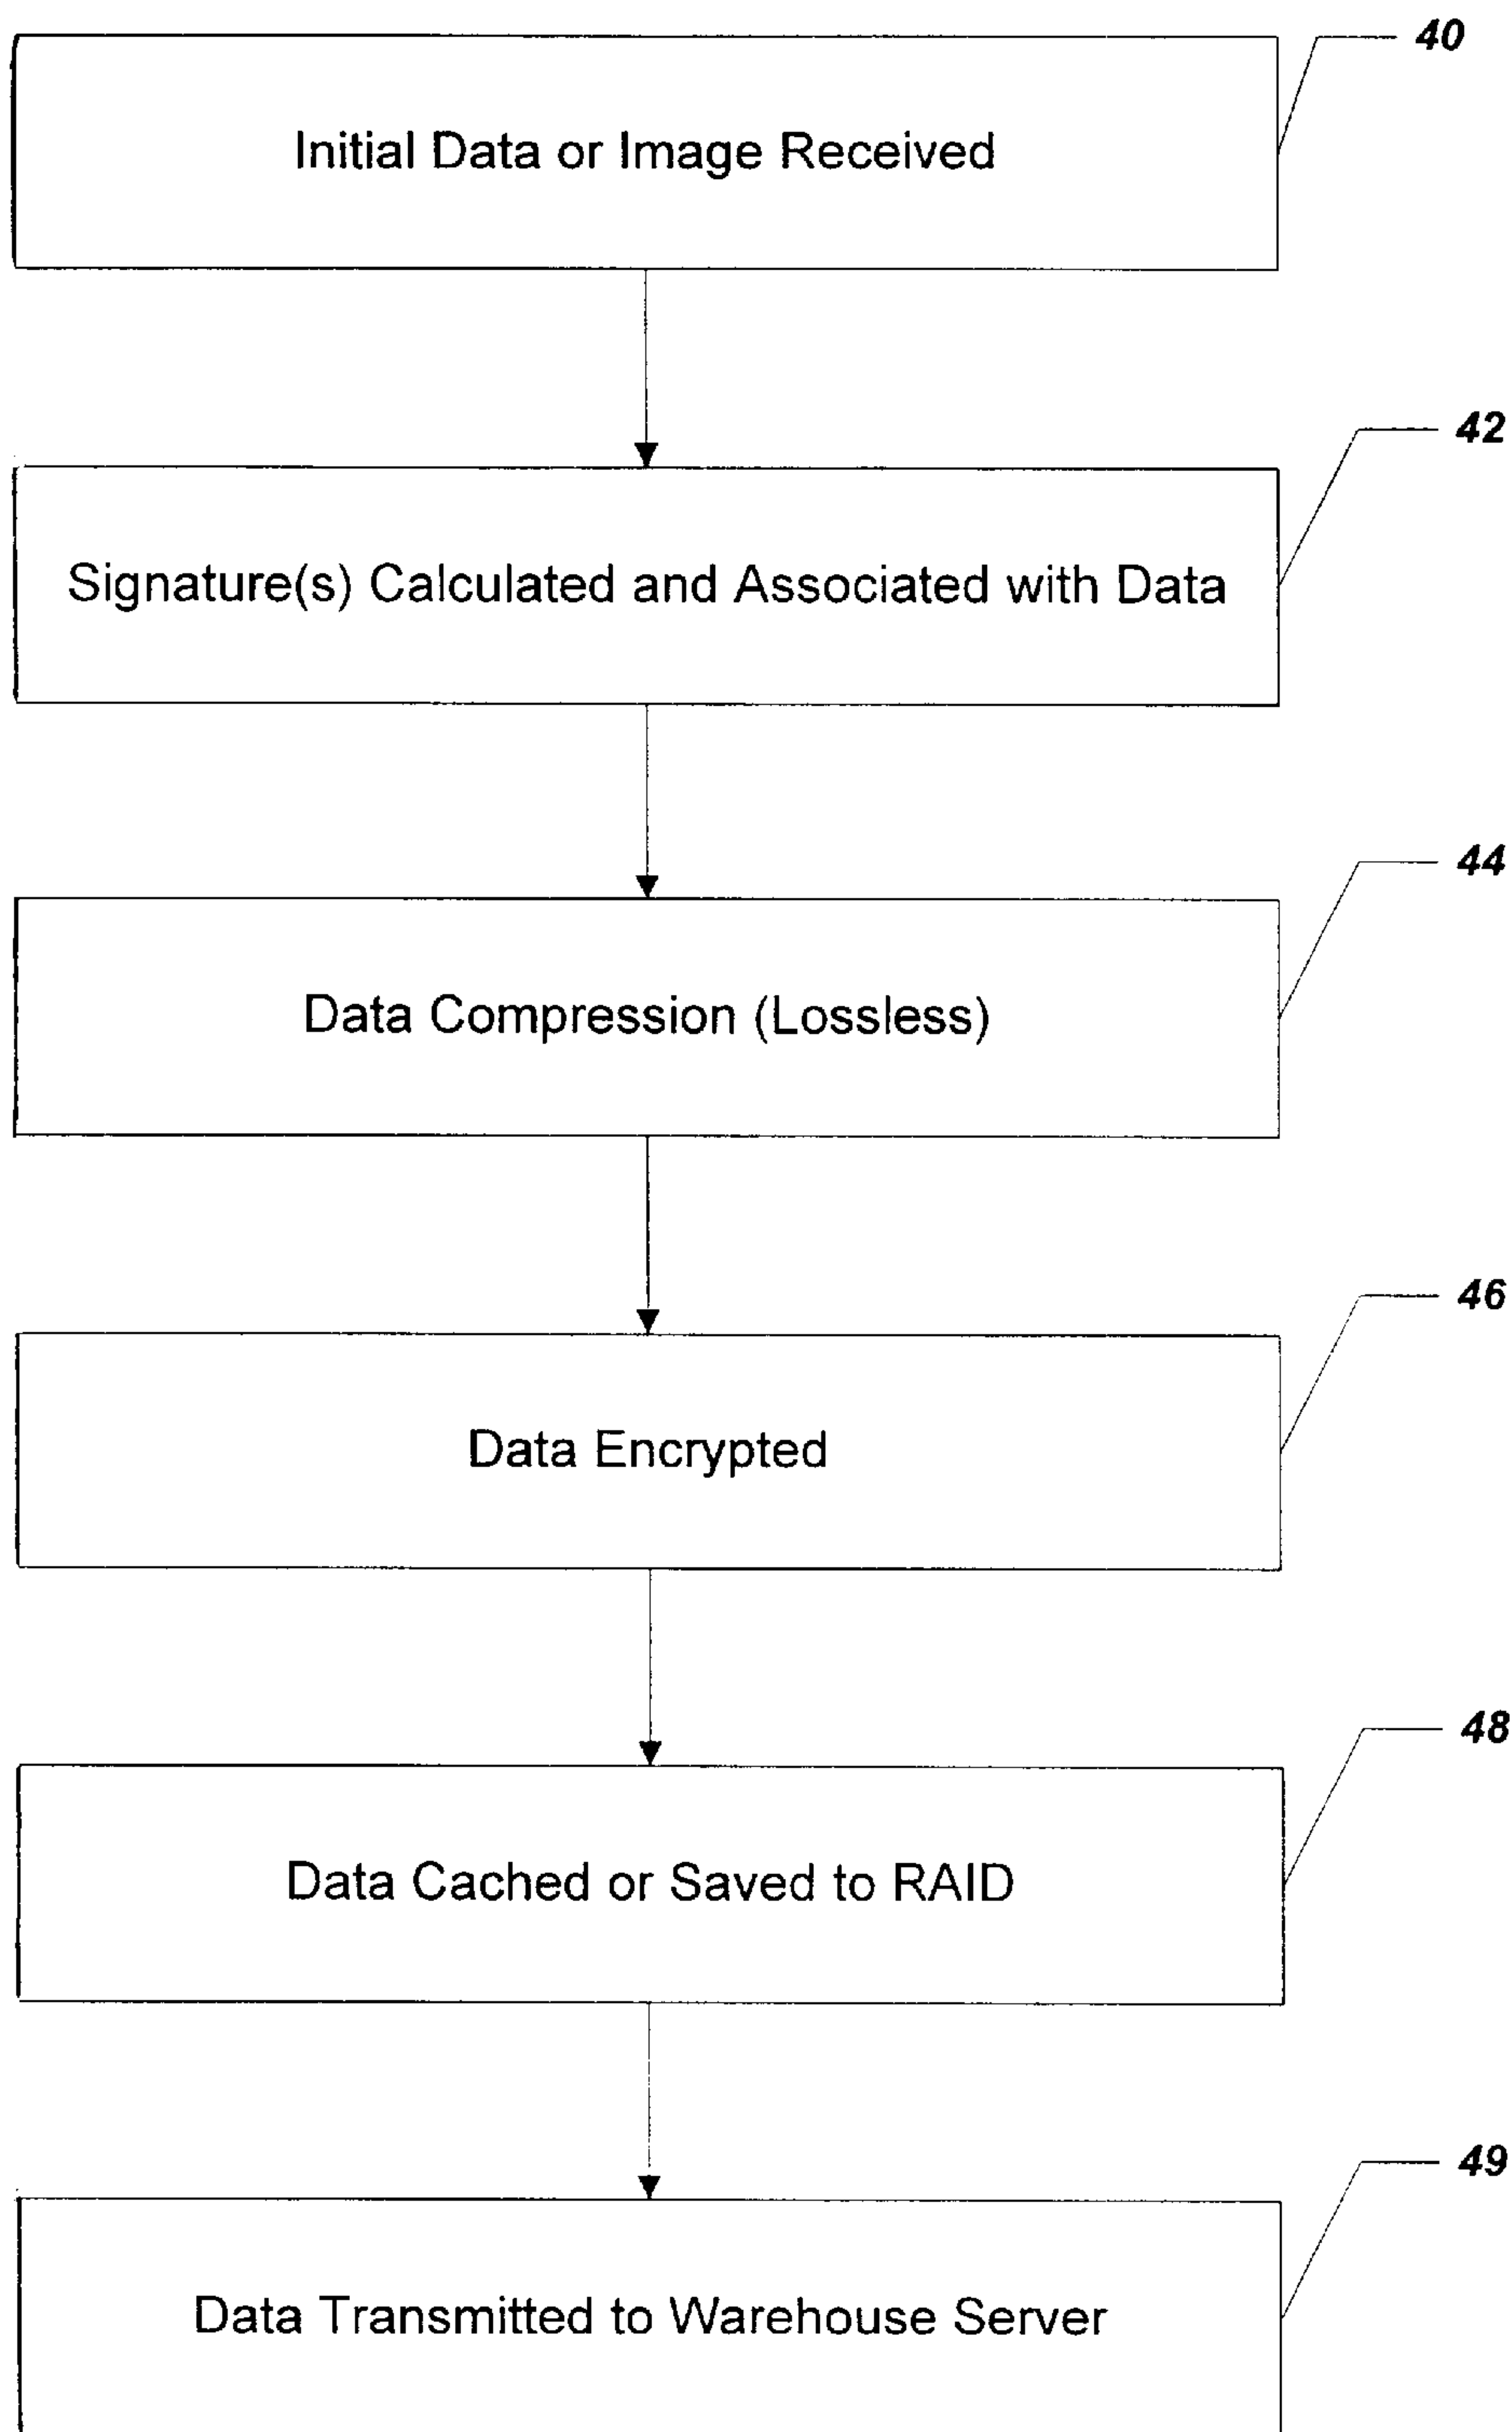 40
Initial Data or Image Received
42
Signature(s) Calculated and Associated with Data
44
Data Compression (Lossless)
46
Data Encrypted
48
Data Cached or Saved to RAID
49
Data Transmitted to Warehouse Server